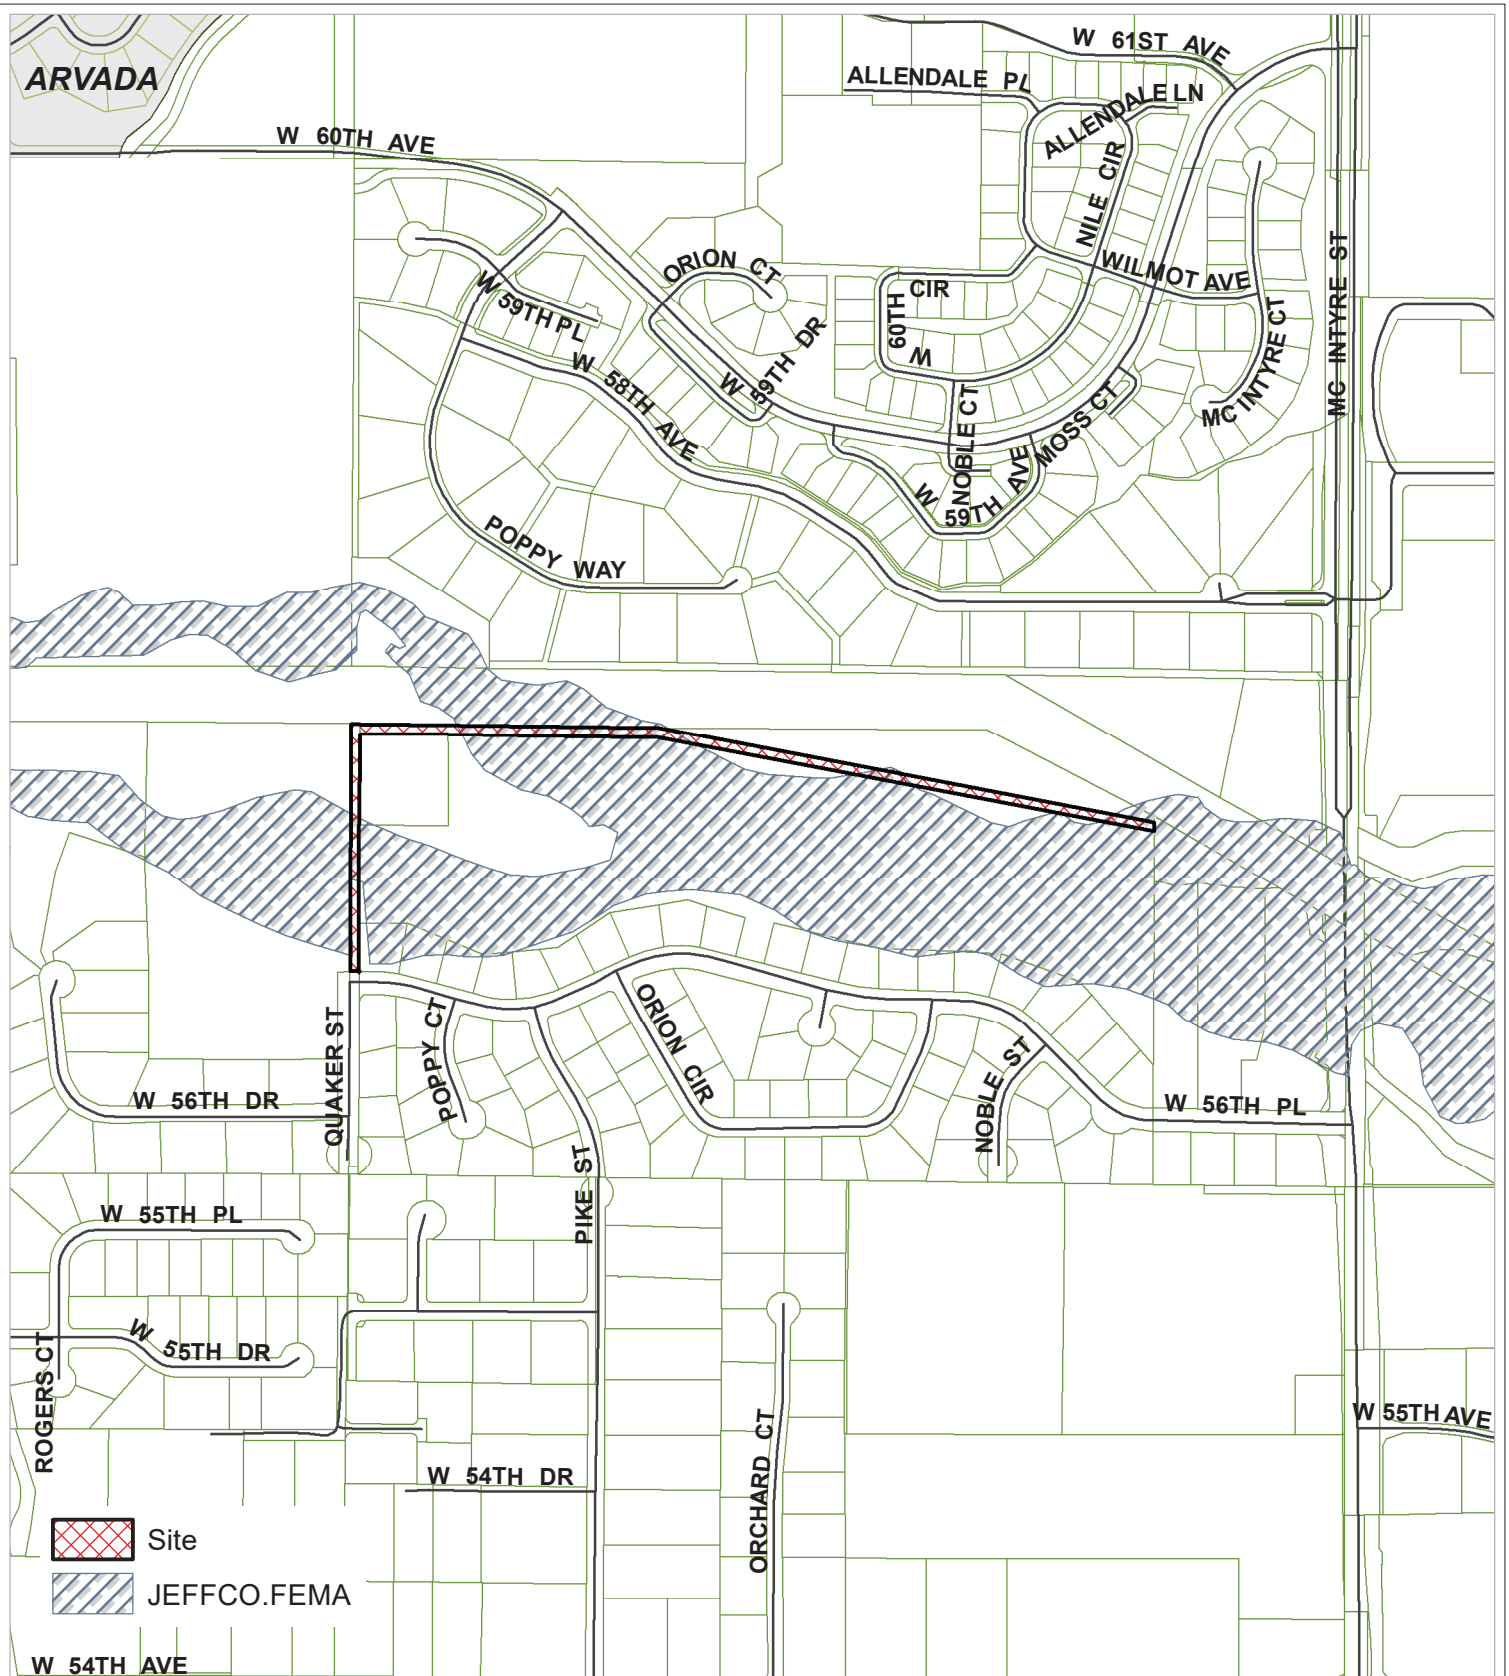 W 61ST AVE
ARVADA
ALLENDALE PL
ALLENDALE LN
W 60TH AVE
NILE CIR
ORION CT
WILMOT AVE
W 60TH CIR
MC INTYRE ST
W 59TH PL
W 59TH DR
MC INTYRE CT
W 58TH AVE
NOBLE CT
MOSS CT
W 59TH AVE
POPPY WAY
QUAKER ST
POPPY CT
ORION CIR
NOBLE ST
W 56TH DR
W 56TH PL
PIKE ST
W 55TH PL
W 55TH DR
ROGERS CT
W 55TH AVE
ORCHARD CT
W 54TH DR
Site
JEFFCO.FEMA
W 54TH AVE